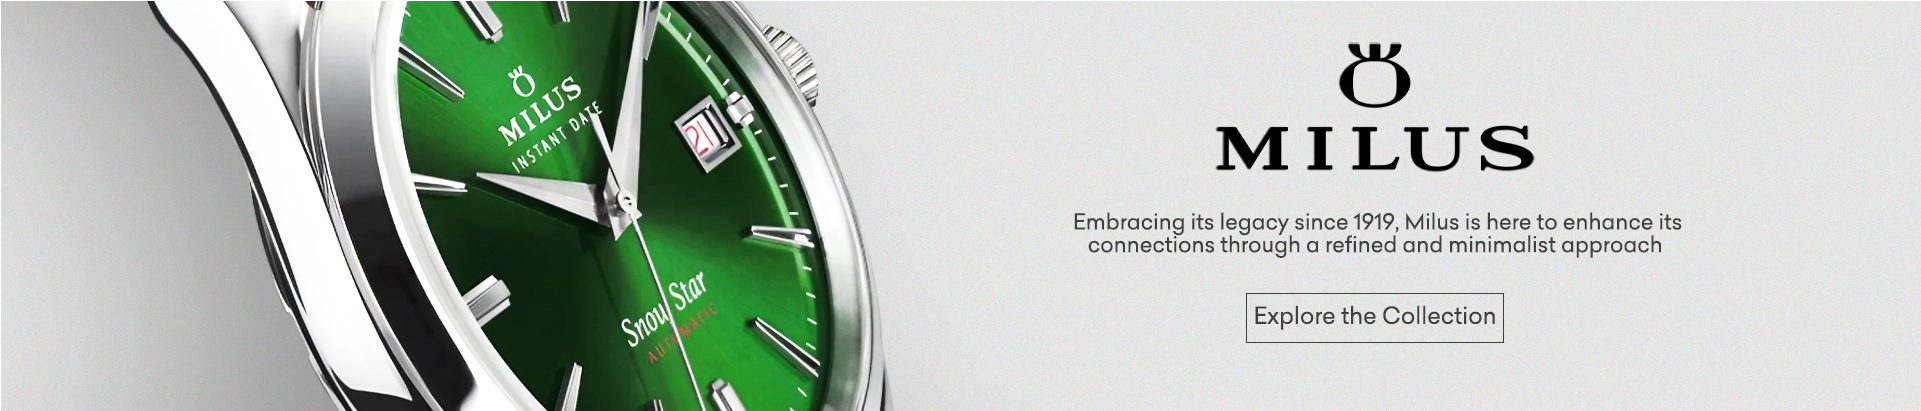 MILUS
INSTANT DATE
21
Snow Star
AUTOMATIC
MILUS
Embracing its legacy since 1919, Milus is here to enhance its
connections through a refined and minimalist approach
Explore the Collection